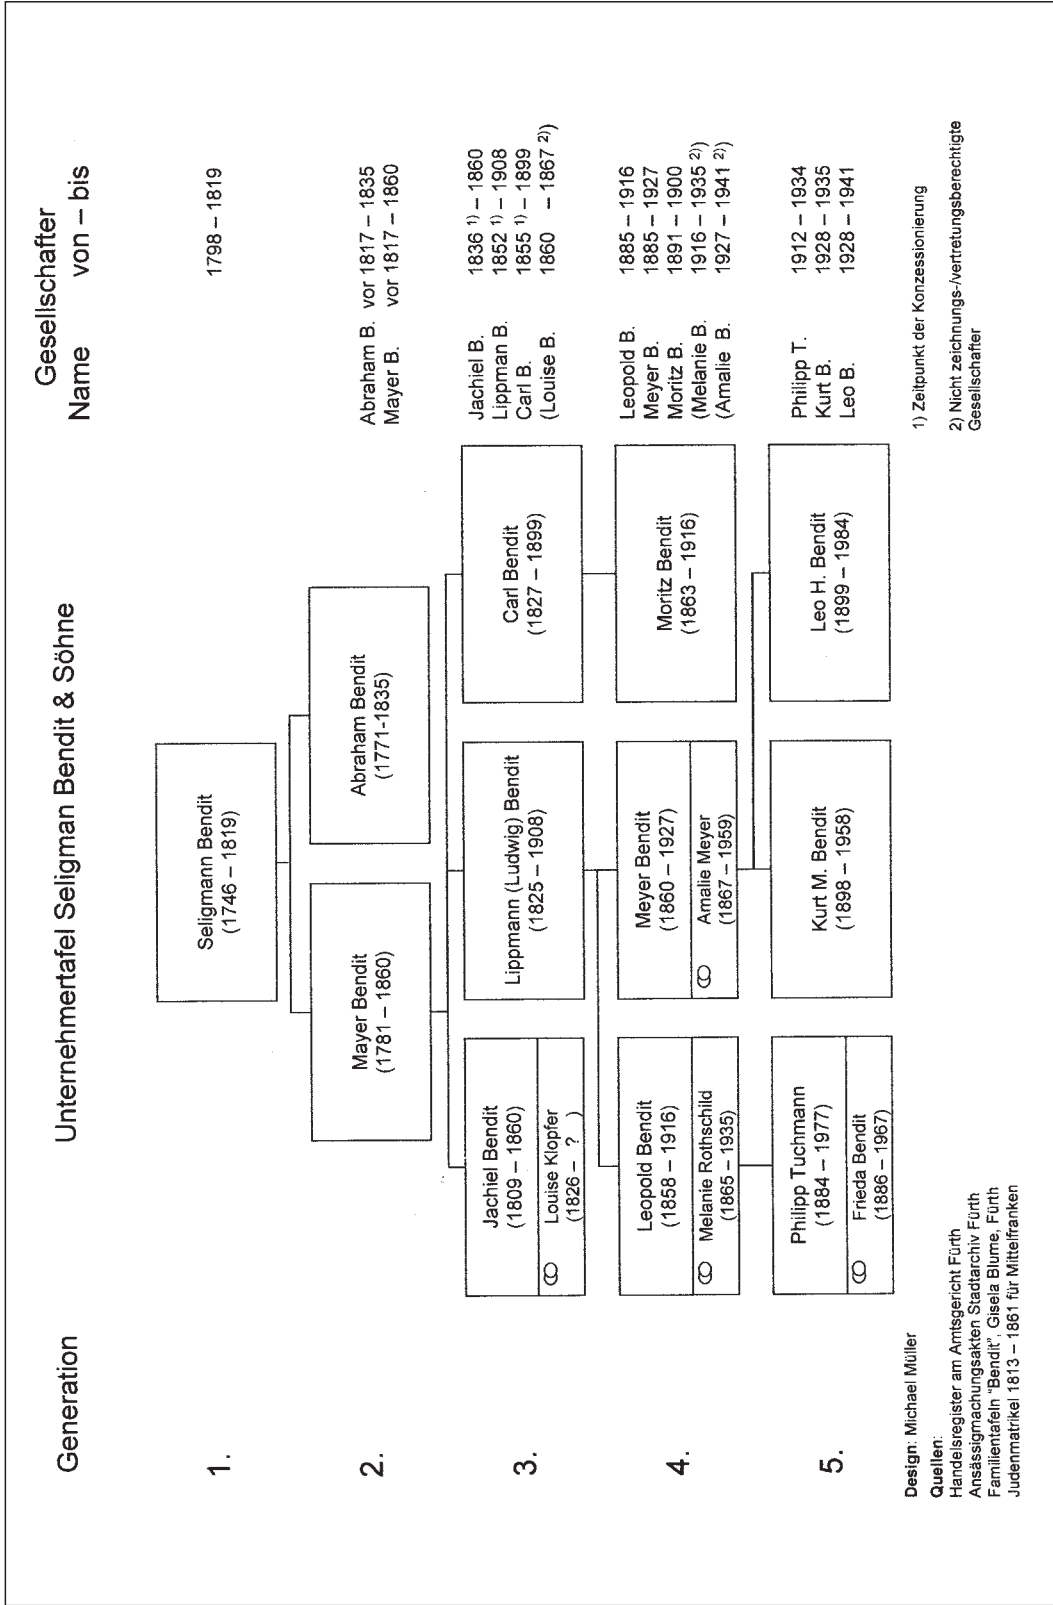 Unternehmertafel Seligman Bendit & Söhne
Generation
Gesellschafter
Name von – bis
1.
Seligmann Bendit
(1746 – 1819)
1798 – 1819
2.
Mayer Bendit
(1781 – 1860)
Abraham Bendit
(1771-1835)
Abraham B. vor 1817 – 1835
Mayer B. vor 1817 – 1860
3.
Jachiel Bendit
(1809 – 1860)
Louise Klopfer
(1826 – ? )
Lippmann (Ludwig) Bendit
(1825 – 1908)
Carl Bendit
(1827 – 1899)
Jachiel B. 1836 1) – 1860
Lippman B. 1852 1) – 1908
Carl B. 1855 1) – 1899
(Louise B. 1860 – 1867 2))
4.
Leopold Bendit
(1858 – 1916)
Melanie Rothschild
(1865 – 1935)
Meyer Bendit
(1860 – 1927)
Amalie Meyer
(1867 – 1959)
Moritz Bendit
(1863 – 1916)
Leopold B. 1885 – 1916
Meyer B. 1885 – 1927
Moritz B. 1891 – 1900
(Melanie B. 1916 – 1935 2))
(Amalie B. 1927 – 1941 2))
5.
Philipp Tuchmann
(1884 – 1977)
Frieda Bendit
(1886 – 1967)
Kurt M. Bendit
(1898 – 1958)
Leo H. Bendit
(1899 – 1984)
Philipp T. 1912 – 1934
Kurt B. 1928 – 1935
Leo B. 1928 – 1941
Design: Michael Müller
Quellen:
Handelsregister am Amtsgericht Fürth
Ansässigmachungsakten Stadtarchiv Fürth
Familientafeln "Bendit", Gisela Blume, Fürth
Judenmatrikel 1813 – 1861 für Mittelfranken
1) Zeitpunkt der Konzessionierung
2) Nicht zeichnungs-/vertretungsberechtigte
Gesellschafter